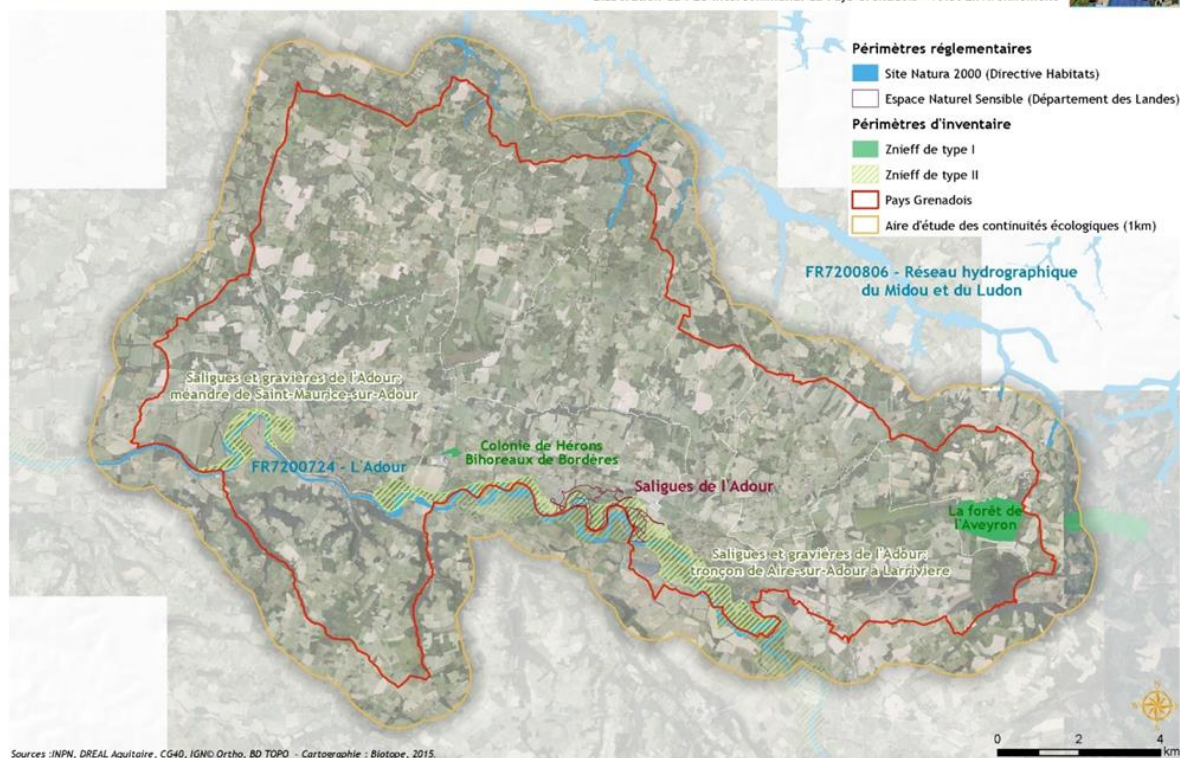 Périmètres réglementaires
Site Natura 2000 (Directive Habitats)
Espace Naturel Sensible (Département des Landes)
Périmètres d'inventaire
Znieff de type I
Znieff de type II
Pays Grenadois
Aire d'étude des continuités écologiques (1km)
FR7200806 - Réseau hydrographique
du Midou et du Ludon
Saligues et gravières de l'Adour:
méandre de Saint-Maurice-sur-Adour
Colonie de Hérons
Bihoreaux de Bordères
FR7200724 - L'Adour
Saligues de l'Adour
La forêt de
l'Aveyron
Saligues et gravières de l'Adour:
tronçon de Aire-sur-Adour à Larriviere
N
0 2 4
km
Sources :INPN, DREAL Aquitaire, CG40, IGN© Ortho, BD TOPO - Cartographie : Biotope, 2015.